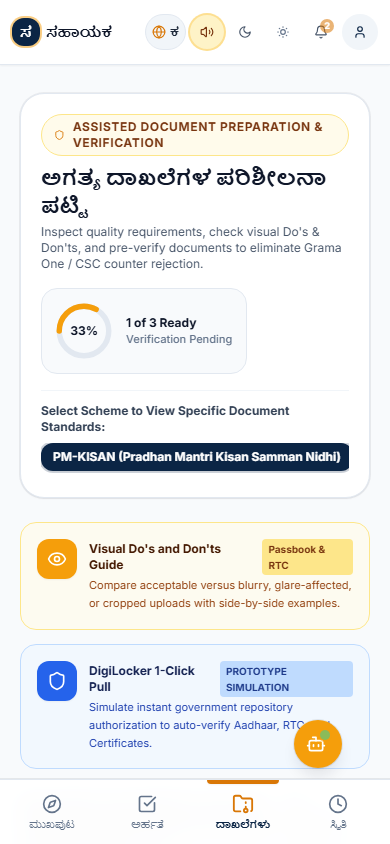 ಸ ಸಹಾಯಕ ಕ 2
ASSISTED DOCUMENT PREPARATION &
VERIFICATION
ಅಗತ್ಯ ದಾಖಲೆಗಳ ಪರಿಶೀಲನಾ
ಪಟ್ಟಿ
Inspect quality requirements, check visual Do's &
Don'ts, and pre-verify documents to eliminate Grama
One / CSC counter rejection.
33%
1 of 3 Ready
Verification Pending
Select Scheme to View Specific Document
Standards:
PM-KISAN (Pradhan Mantri Kisan Samman Nidhi)
Visual Do's and Don'ts
Guide
Passbook &
RTC
Compare acceptable versus blurry, glare-affected,
or cropped uploads with side-by-side examples.
DigiLocker 1-Click
Pull
PROTOTYPE
SIMULATION
Simulate instant government repository
authorization to auto-verify Aadhaar, RTC
Certificates.
ಮುಖಪುಟ ಅರ್ಹತೆ ದಾಖಲೆಗಳು ಸ್ಥಿತಿ